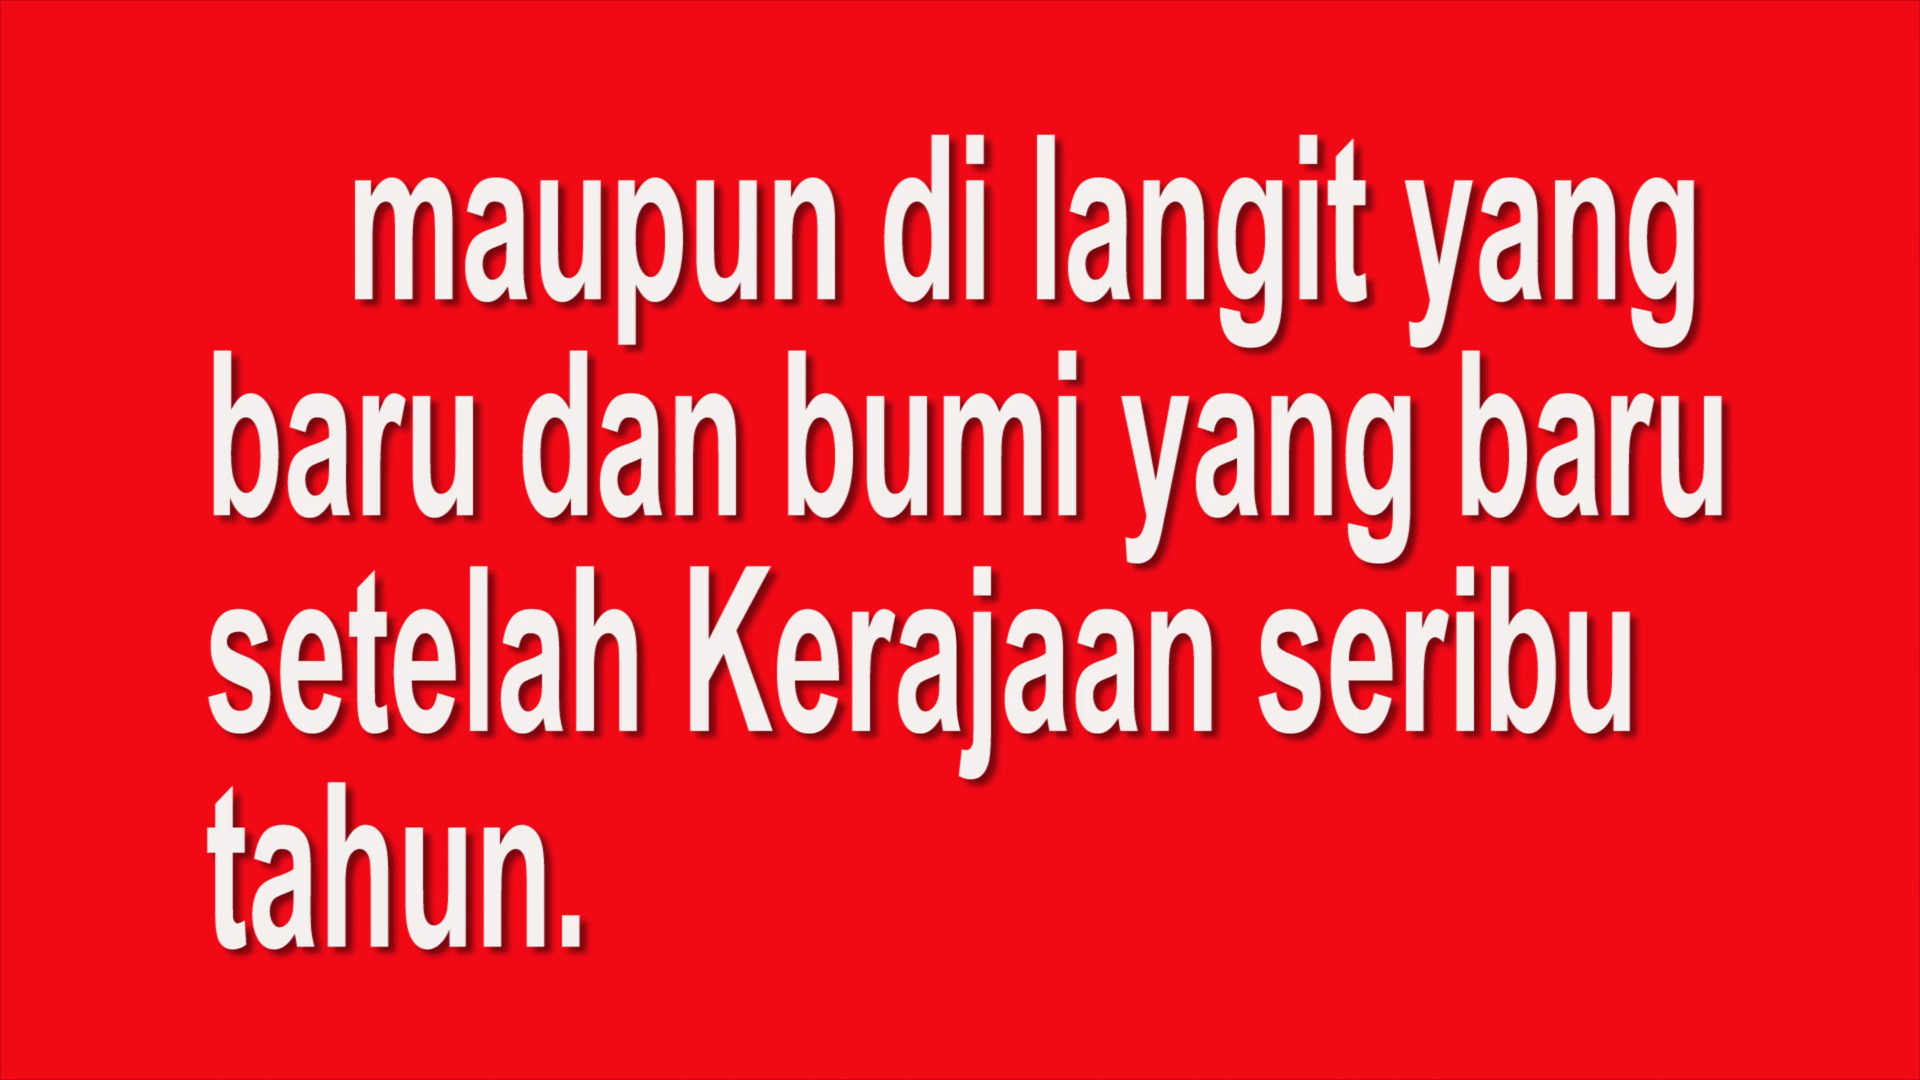 maupun di langit yang
baru dan bumi yang baru
setelah Kerajaan seribu
tahun.